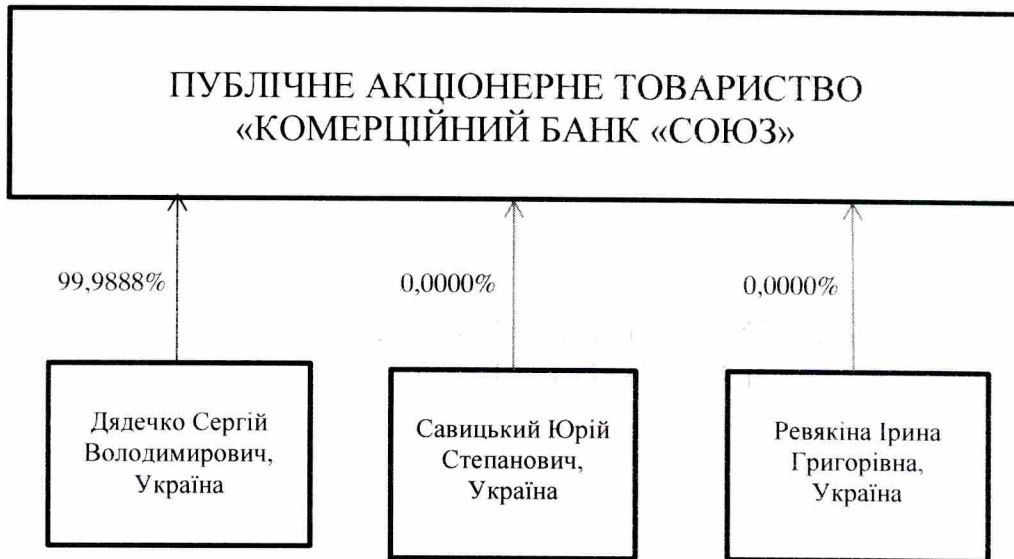 ПУБЛІЧНЕ АКЦІОНЕРНЕ ТОВАРИСТВО
«КОМЕРЦІЙНИЙ БАНК «СОЮЗ»
99,9888%
0,0000%
0,0000%
Дядечко Сергій
Володимирович,
Україна
Савицький Юрій
Степанович,
Україна
Ревякіна Ірина
Григорівна,
Україна